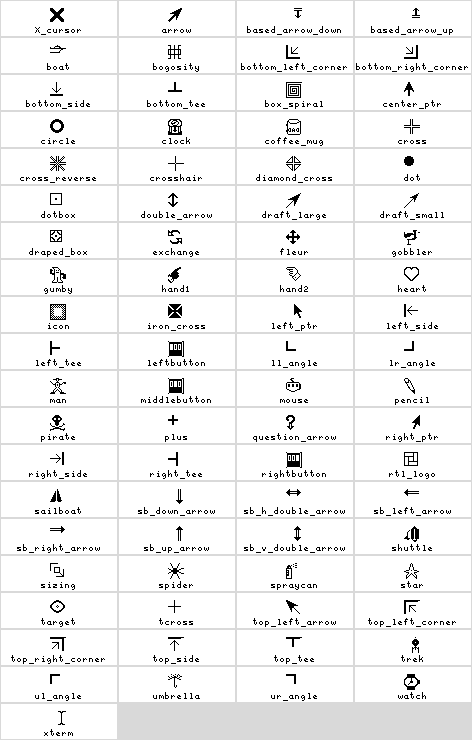 X_cursor arrow based_arrow_down based_arrow_up
boat bogosity bottom_left_corner bottom_right_corner
bottom_side bottom_tee box_spiral center_ptr
circle clock coffee_mug cross
cross_reverse crosshair diamond_cross dot
dotbox double_arrow draft_large draft_small
draped_box exchange fleur gobbler
gumby hand1 hand2 heart
icon iron_cross left_ptr left_side
left_tee leftbutton ll_angle lr_angle
man middlebutton mouse pencil
pirate plus question_arrow right_ptr
right_side right_tee rightbutton rtl_logo
sailboat sb_down_arrow sb_h_double_arrow sb_left_arrow
sb_right_arrow sb_up_arrow sb_v_double_arrow shuttle
sizing spider spraycan star
target tcross top_left_arrow top_left_corner
top_right_corner top_side top_tee trek
ul_angle umbrella ur_angle watch
xterm